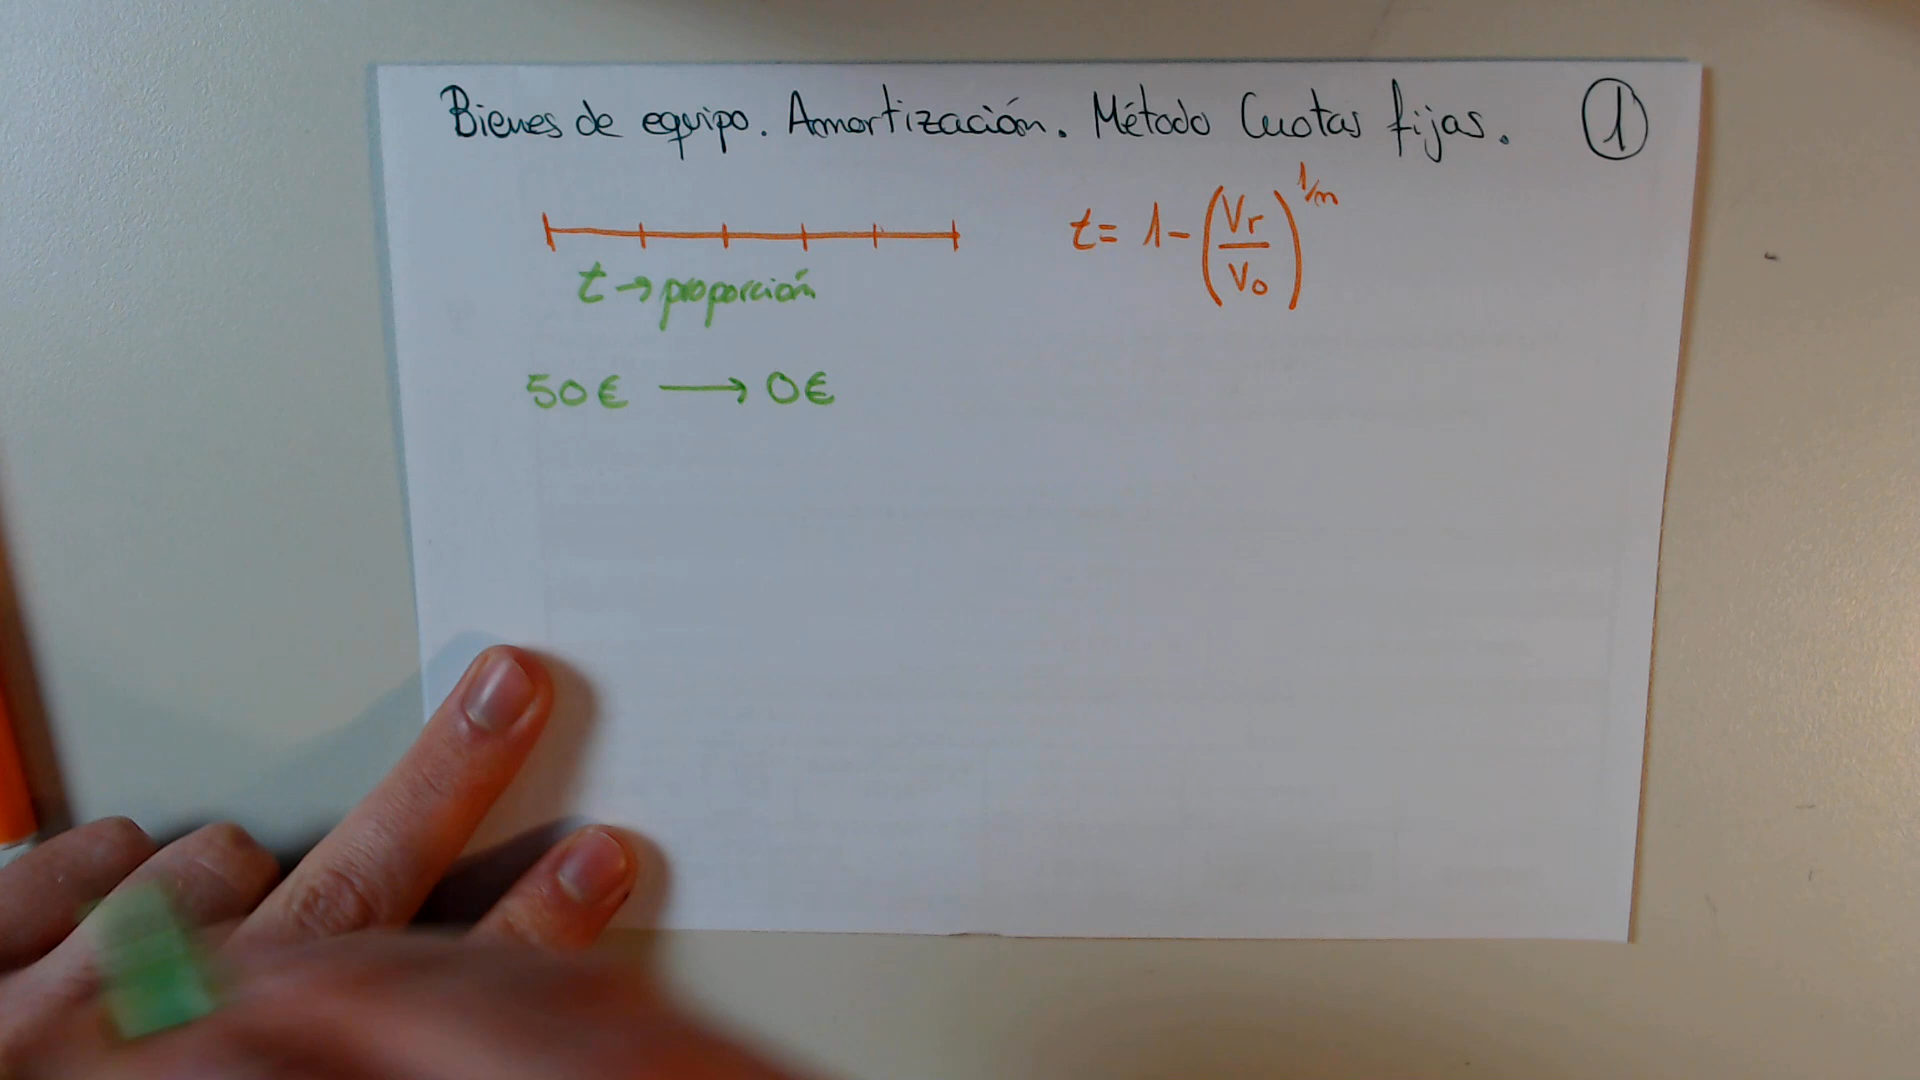 Bienes de equipo. Amortización. Método Cuotas fijas. 1
t = 1 - (Vr/Vo)^1/n
t → proporción
50€ → 0€